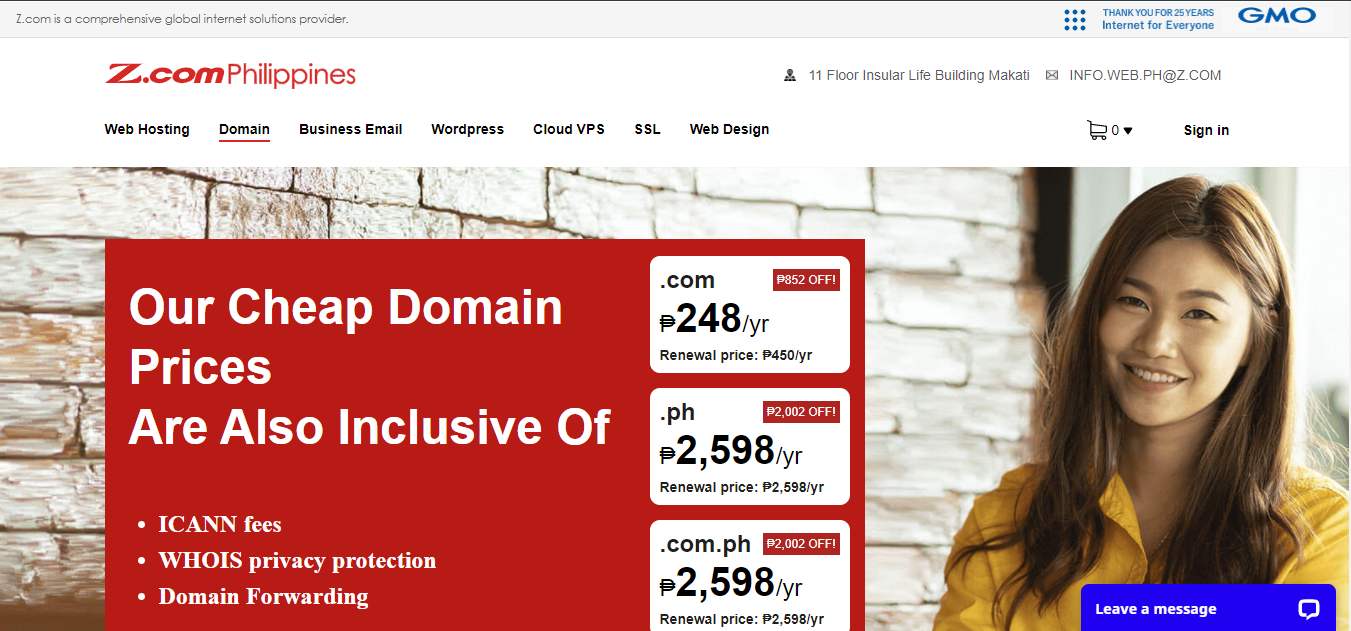 Z.com is a comprehensive global internet solutions provider.
THANK YOU FOR 25 YEARS
Internet for Everyone
GMO
Z.com Philippines
11 Floor Insular Life Building Makati
INFO.WEB.PH@Z.COM
Web Hosting Domain Business Email Wordpress Cloud VPS SSL Web Design
0
Sign in
Our Cheap Domain
Prices
Are Also Inclusive Of
• ICANN fees
• WHOIS privacy protection
• Domain Forwarding
.com ₱852 OFF!
₱248/yr
Renewal price: ₱450/yr
.ph ₱2,002 OFF!
₱2,598/yr
Renewal price: ₱2,598/yr
.com.ph ₱2,002 OFF!
₱2,598/yr
Renewal price: ₱2,598/yr
Leave a message